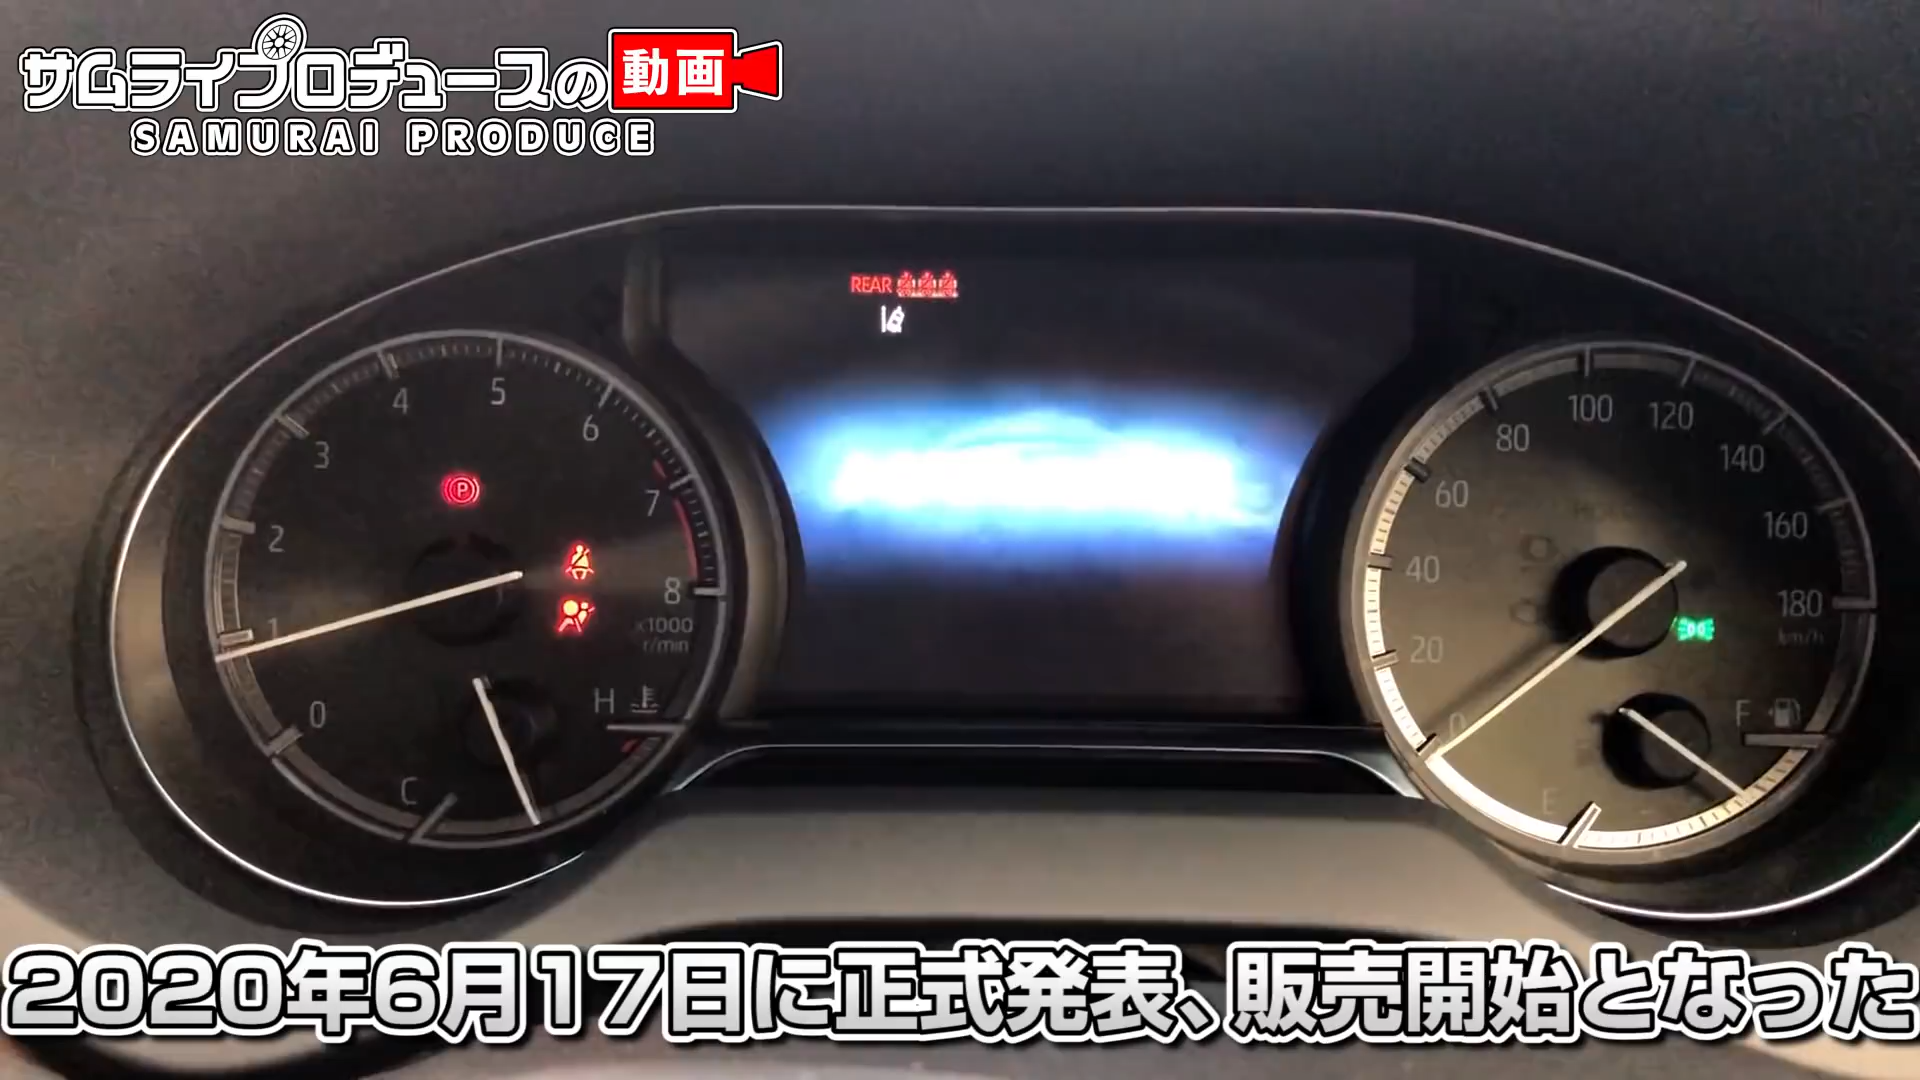 サムライプロデュースの動画
SAMURAI PRODUCE
REAR
4
5
6
3
7
2
8
1
x1000
r/min
0
H
C
P
100
120
80
140
60
160
40
180
km/h
20
0
F
E
2020年6月17日に正式発表、販売開始となった